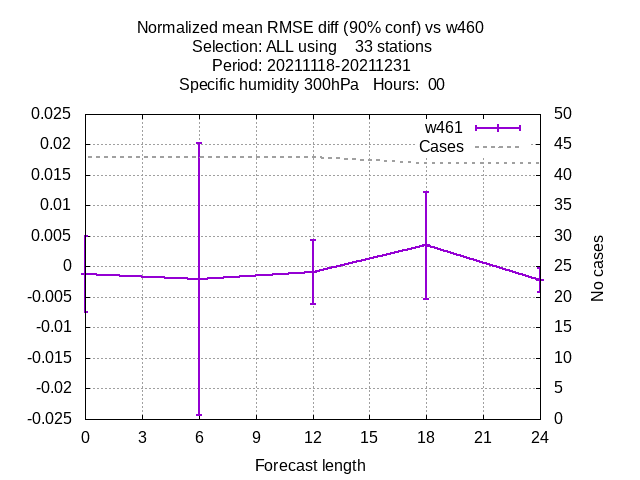 Normalized mean RMSE diff (90% conf) vs w460
Selection: ALL using    33 stations
Period: 20211118-20211231
Specific humidity 300hPa   Hours:  00
0.025 50
0.02 45
0.015 40
0.01 35
0.005 30
0 25
-0.005 20
-0.01 15
-0.015 10
-0.02 5
-0.025 0
w461
Cases
No cases
0 3 6 9 12 15 18 21 24
Forecast length